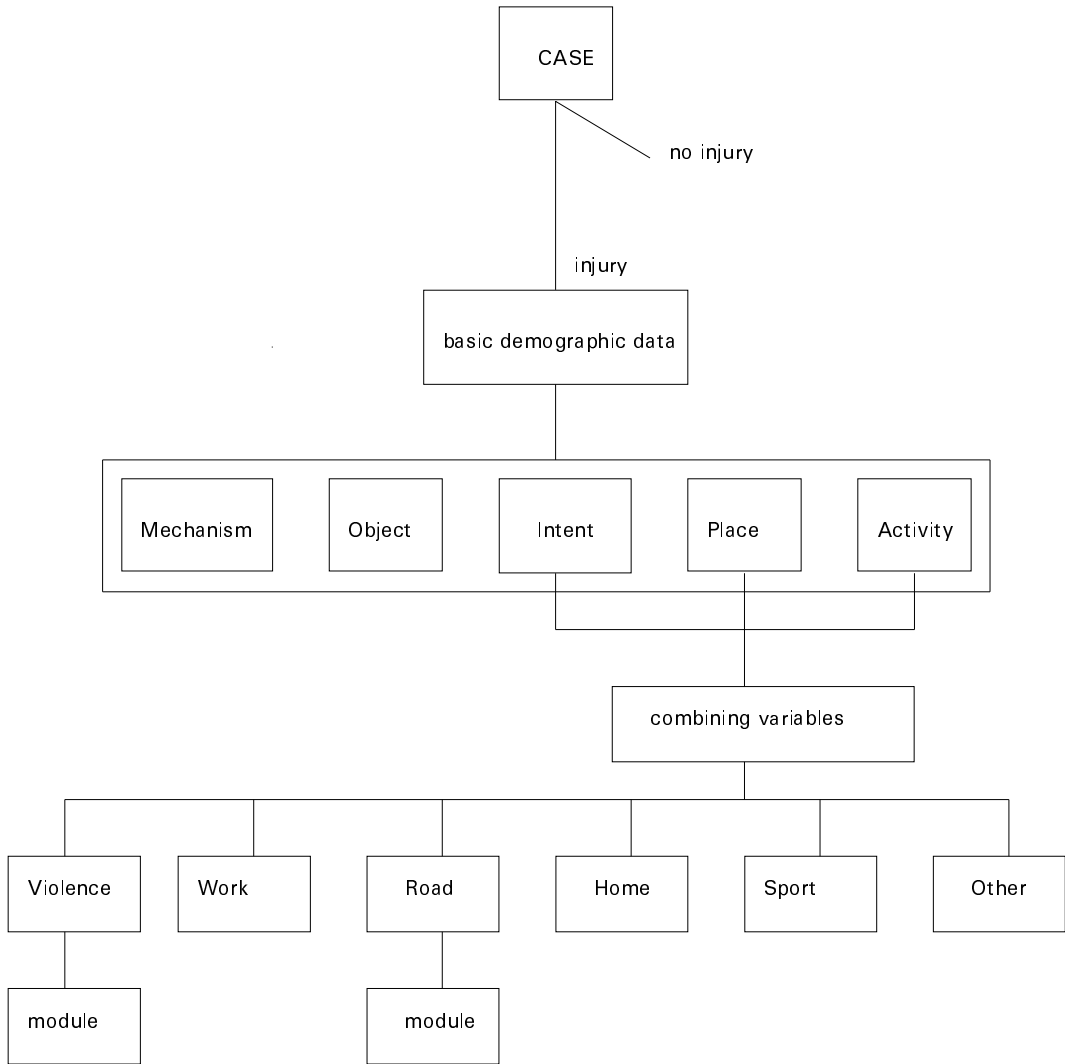 CASE
no injury
injury
basic demographic data
Mechanism
Object
Intent
Place
Activity
combining variables
Violence
Work
Road
Home
Sport
Other
module
module